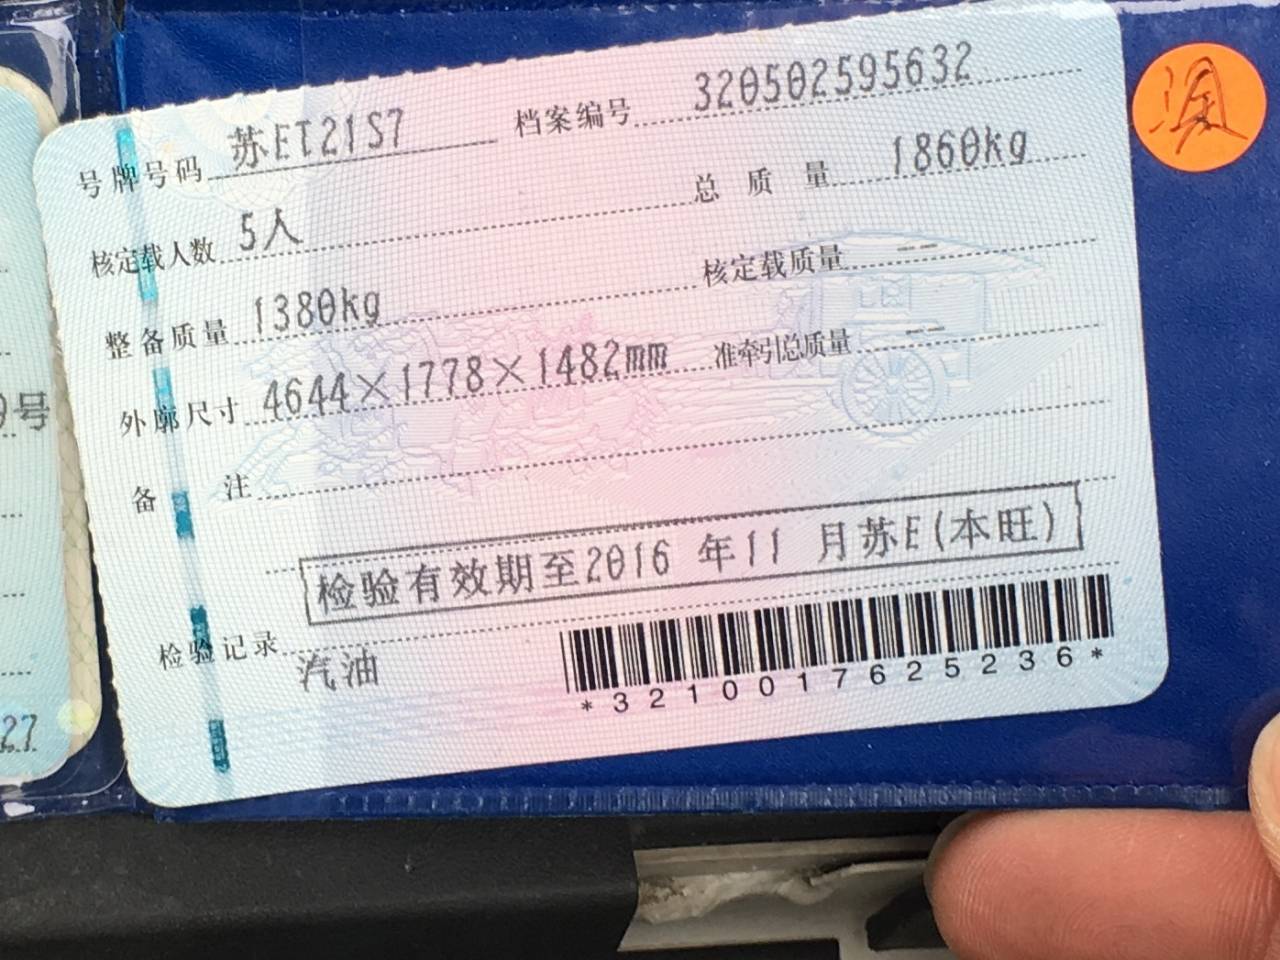 号牌号码 苏ET21S7 档案编号 320502595632
核定载人数 5人 总质量 1860kg
整备质量 1380kg 核定载质量 --
外廓尺寸 4644×1778×1482mm 准牵引总质量 --
备注
检验有效期至2016 年11 月苏E(本旺)
检验记录
汽油
*3210017625236*
号
27